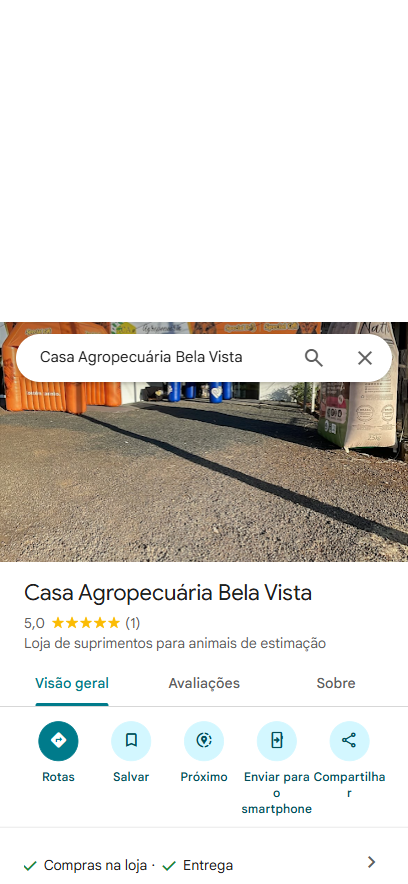 Casa Agropecuária Bela Vista
Casa Agropecuária Bela Vista
5,0 (1)
Loja de suprimentos para animais de estimação
Visão geral Avaliações Sobre
Rotas Salvar Próximo Enviar para o smartphone Compartilhar
Compras na loja · Entrega